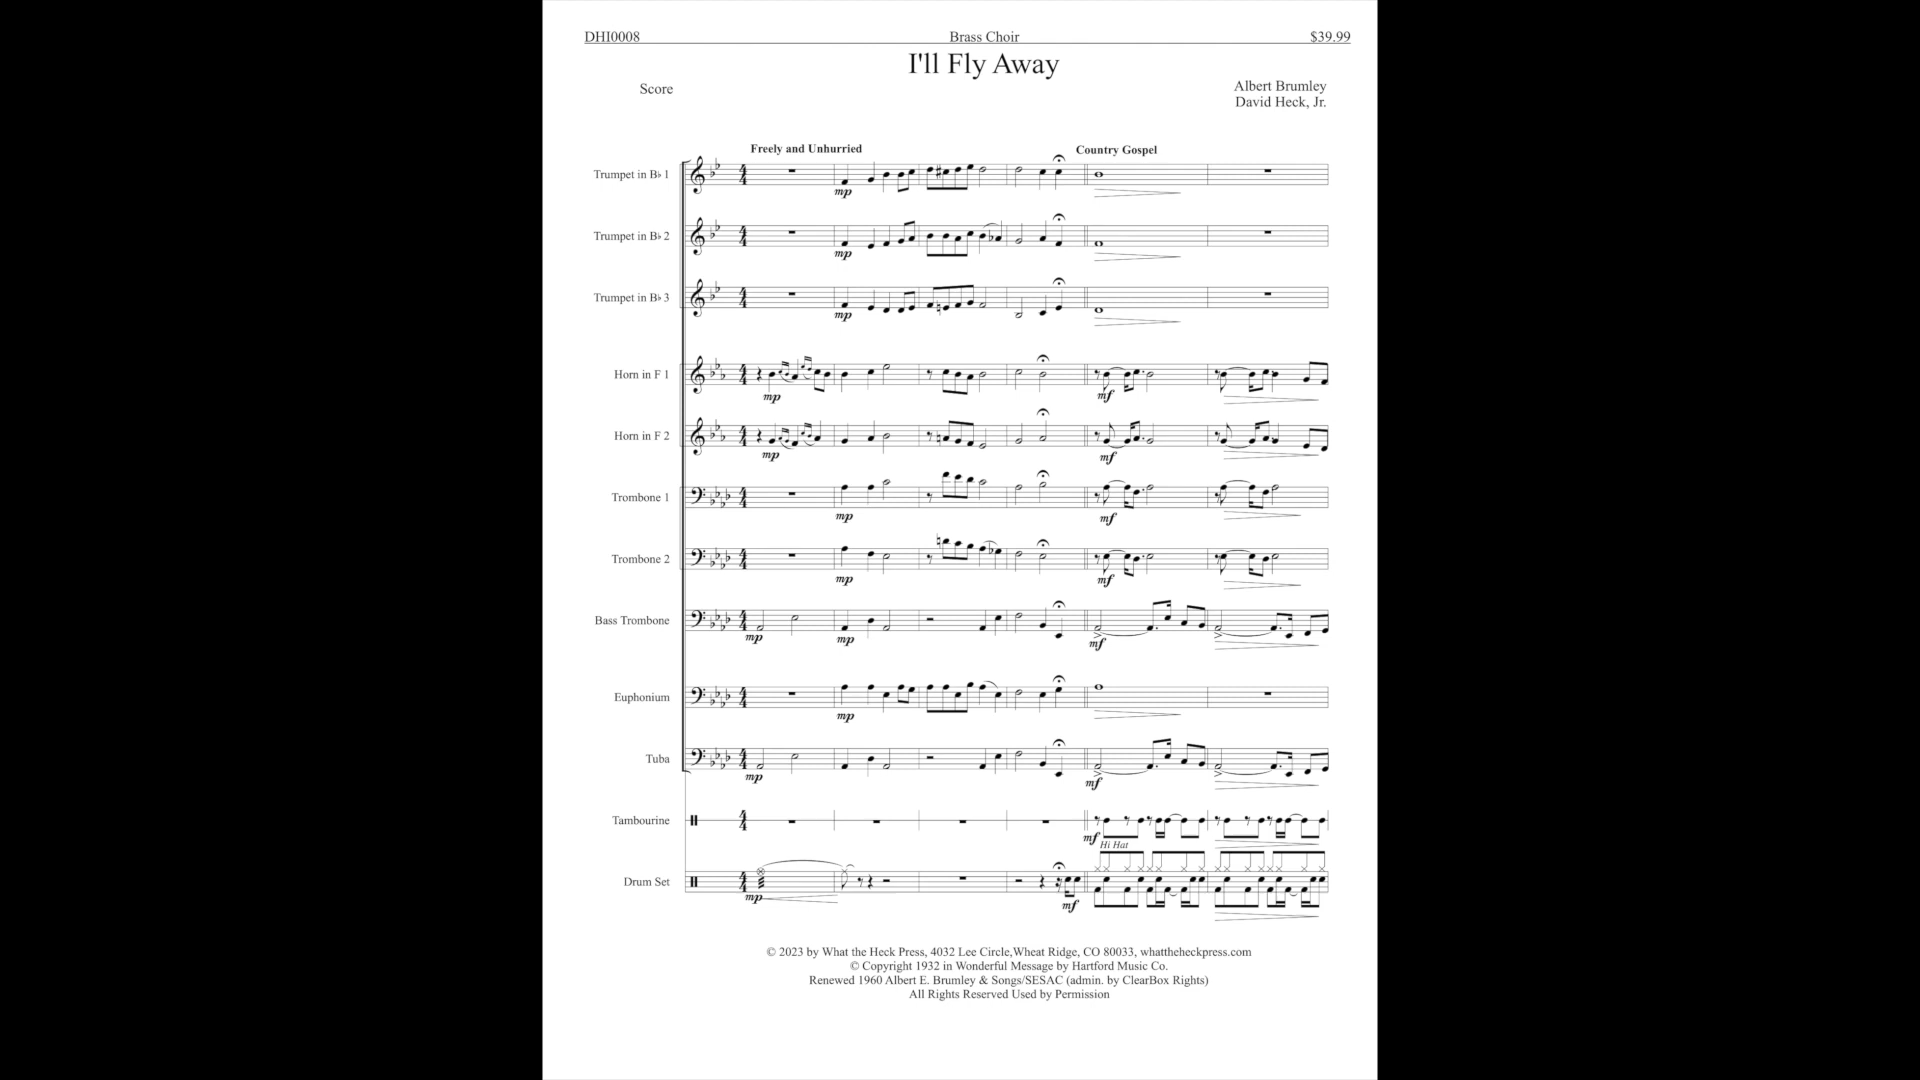 DHI0008 Brass Choir $39.99
I'll Fly Away
Score
Albert Brumley
David Heck, Jr.
Freely and Unhurried Country Gospel
Trumpet in B♭ 1
mp
Trumpet in B♭ 2
mp
Trumpet in B♭ 3
mp
Horn in F 1
mp mf
Horn in F 2
mp mf
Trombone 1
mp mf
Trombone 2
mp mf
Bass Trombone
mp mp mf
Euphonium
mp
Tuba
mp mf
Tambourine
mf
Hi Hat
Drum Set
mp mf
© 2023 by What the Heck Press, 4032 Lee Circle,Wheat Ridge, CO 80033, whattheheckpress.com
© Copyright 1932 in Wonderful Message by Hartford Music Co.
Renewed 1960 Albert E. Brumley & Songs/SESAC (admin. by ClearBox Rights)
All Rights Reserved Used by Permission